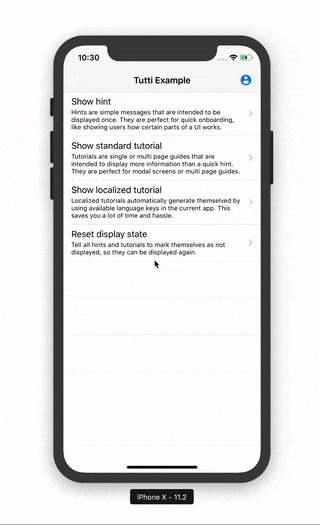 10:30
Tutti Example
Show hint
Hints are simple messages that are intended to
be displayed once. They are perfect for quick onboarding,
like showing users how certain parts of a UI works.
Show standard tutorial
Tutorials are single or multi page guides that are
intended to display more information than a quick hint.
They are perfect for modal screens or multi page guides.
Show localized tutorial
Localized tutorials automatically generate themselved by
using available language keys in the current app. This
saves you a lot of time and hassle.
Reset display state
Tell all hints and tutorials to mark themselves as not
displayed, so they can be displayed again.
iPhone X - 11.2